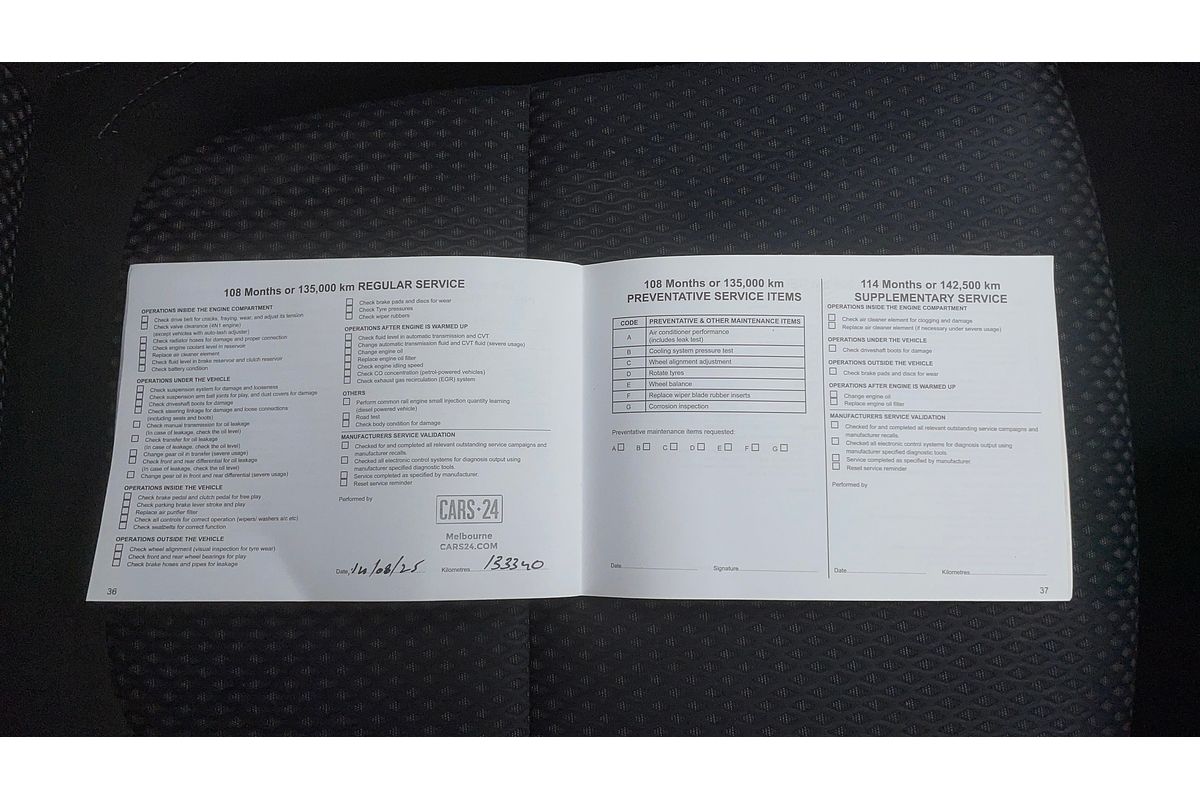 108 Months or 135,000 km REGULAR SERVICE
OPERATIONS INSIDE THE ENGINE COMPARTMENT
Check drive belt for cracks, fraying, wear, and adjust its tension
Check valve clearance (4N1 engine)
(except vehicles with auto-lash adjuster)
Check radiator hoses for damage and proper connection
Check engine coolant level in reservoir
Replace air cleaner element
Check fluid level in brake reservoir and clutch reservoir
Check battery condition
OPERATIONS UNDER THE VEHICLE
Check suspension system for damage and looseness
Check suspension arm ball joints for play, and dust covers for damage
Check driveshaft boots for damage
Check steering linkage for damage and loose connections
(including seals and boots)
Check manual transmission for oil leakage
(In case of leakage, check the oil level)
Check transfer for oil leakage
(In case of leakage, check the oil level)
Change gear oil in transfer (severe usage)
Check front and rear differential for oil leakage
(In case of leakage, check the oil level)
Change gear oil in front and rear differential (severe usage)
OPERATIONS INSIDE THE VEHICLE
Check brake pedal and clutch pedal for free play
Check parking brake lever stroke and play
Replace air purifier filter
Check all controls for correct operation (wipers/ washers a/c etc)
Check seatbelts for correct function
OPERATIONS OUTSIDE THE VEHICLE
Check wheel alignment (visual inspection for tyre wear)
Check front and rear wheel bearings for play
Check brake hoses and pipes for leakage
36
Check brake pads and discs for wear
Check Tyre pressures
Check wiper rubbers
OPERATIONS AFTER ENGINE IS WARMED UP
Check fluid level in automatic transmission and CVT
Change automatic transmission fluid and CVT fluid (severe usage)
Change engine oil
Replace engine oil filter
Check engine idling speed
Check CO concentration (petrol-powered vehicles)
Check exhaust gas recirculation (EGR) system
OTHERS
Perform common rail engine small injection quantity learning
(diesel powered vehicle)
Road test
Check body condition for damage
MANUFACTURERS SERVICE VALIDATION
Checked for and completed all relevant outstanding service campaigns and
manufacturer recalls.
Checked all electronic control systems for diagnosis output using
manufacturer specified diagnostic tools.
Service completed as specified by manufacturer.
Reset service reminder
Performed by
CARS24
Melbourne
CARS24.COM
Date 14/08/25 Kilometres 133340
108 Months or 135,000 km
PREVENTATIVE SERVICE ITEMS
CODE PREVENTATIVE & OTHER MAINTENANCE ITEMS
A Air conditioner performance
(includes leak test)
B Cooling system pressure test
C Wheel alignment adjustment
D Rotate tyres
E Wheel balance
F Replace wiper blade rubber inserts
G Corrosion inspection
Preventative maintenance items requested:
A B C D E F G
Date Signature
114 Months or 142,500 km
SUPPLEMENTARY SERVICE
OPERATIONS INSIDE THE ENGINE COMPARTMENT
Check air cleaner element for clogging and damage
Replace air cleaner element (if necessary under severe usage)
OPERATIONS UNDER THE VEHICLE
Check driveshaft boots for damage
OPERATIONS OUTSIDE THE VEHICLE
Check brake pads and discs for wear
OPERATIONS AFTER ENGINE IS WARMED UP
Change engine oil
Replace engine oil filter
MANUFACTURERS SERVICE VALIDATION
Checked for and completed all relevant outstanding service campaigns and
manufacturer recalls.
Checked all electronic control systems for diagnosis output using
manufacturer specified diagnostic tools.
Service completed as specified by manufacturer.
Reset service reminder
Performed by
Date Kilometres
37